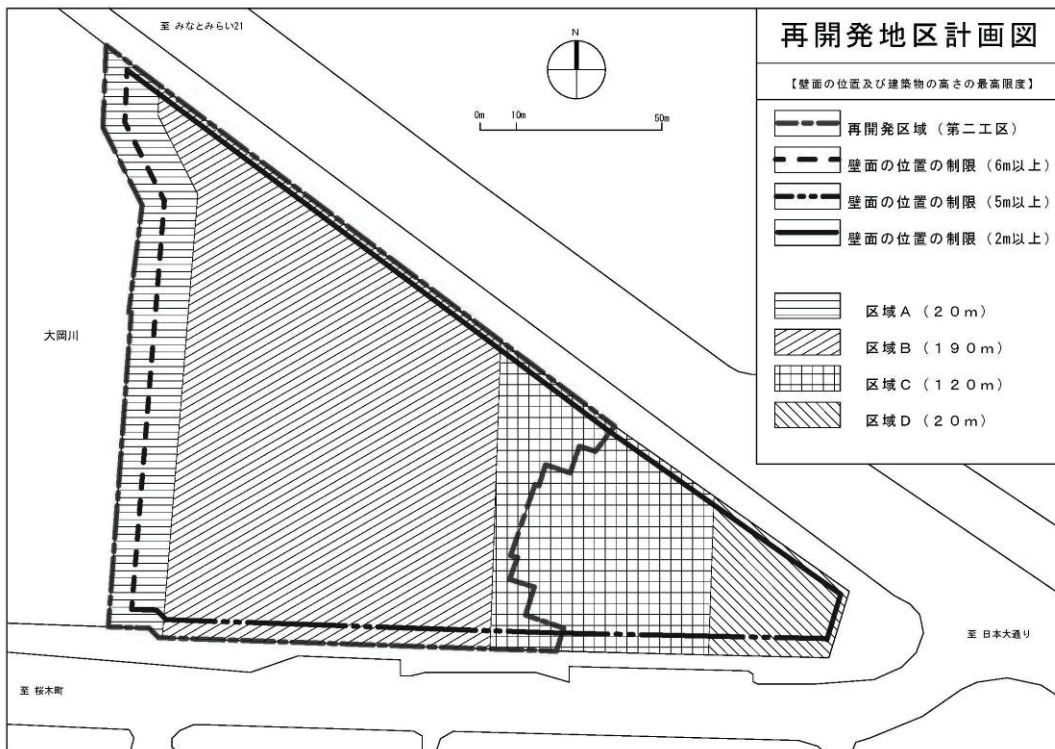 至 みなとみらい21
N
0m 10m 50m
再開発地区計画図
【壁面の位置及び建築物の高さの最高限度】
再開発区域(第二工区)
壁面の位置の制限(6m以上)
壁面の位置の制限(5m以上)
壁面の位置の制限(2m以上)
区域A(20m)
区域B(190m)
区域C(120m)
区域D(20m)
大岡川
至 日本大通り
至 桜木町